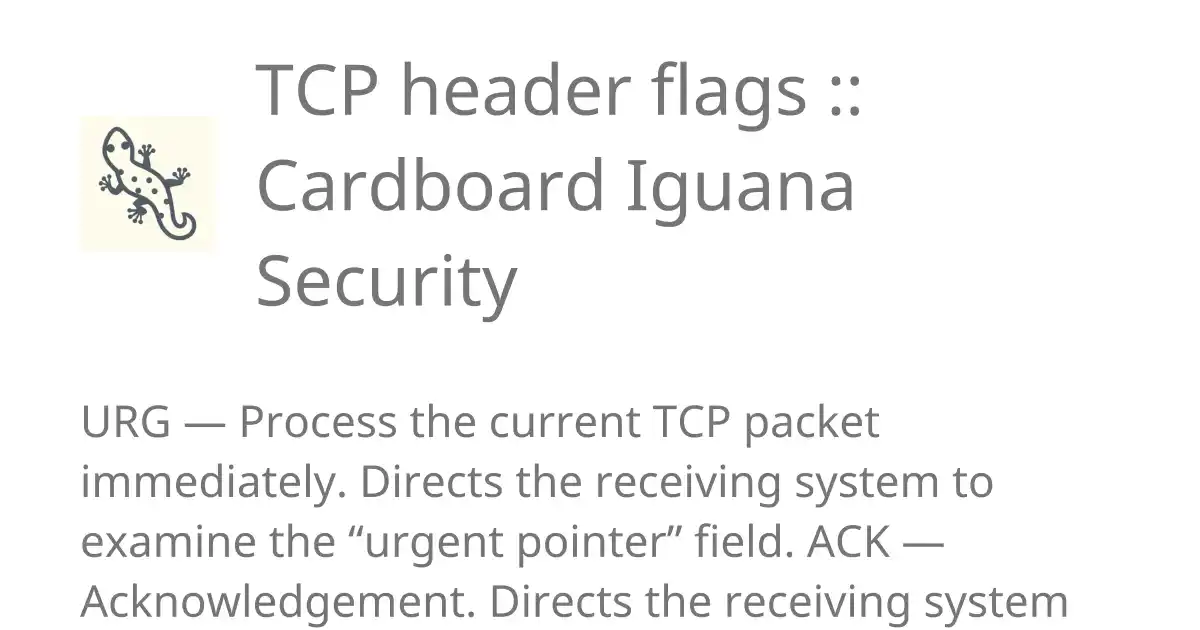 TCP header flags ::
Cardboard Iguana
Security
URG — Process the current TCP packet
immediately. Directs the receiving system to
examine the “urgent pointer” field. ACK —
Acknowledgement. Directs the receiving system